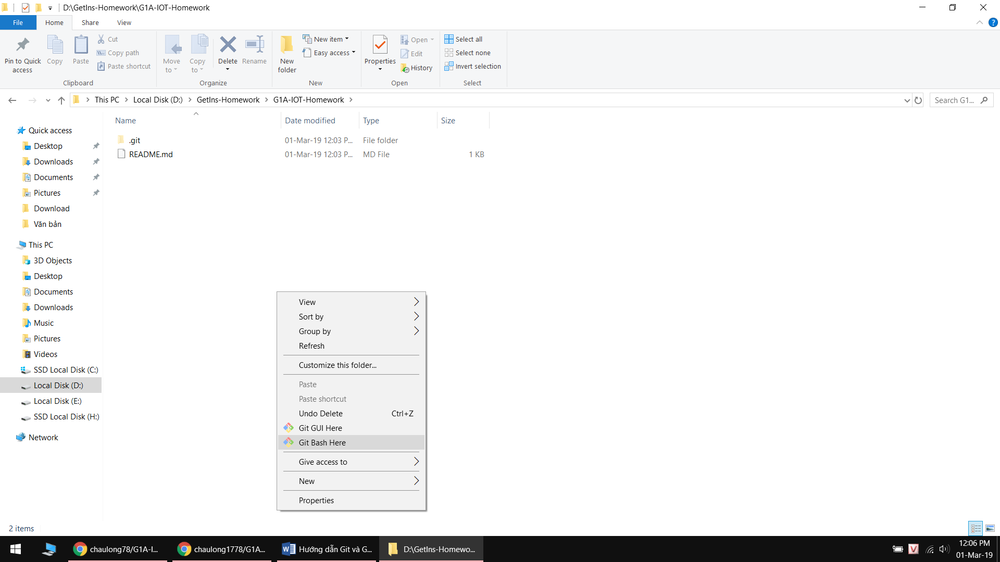 D:\GetIns-Homework\G1A-IOT-Homework
File Home Share View
Pin to Quick access
Copy
Paste
Cut
Copy path
Paste shortcut
Clipboard
Move to
Copy to
Delete
Rename
Organize
New folder
New item
Easy access
New
Properties
Open
Edit
History
Open
Select all
Select none
Invert selection
Select
This PC > Local Disk (D:) > GetIns-Homework > G1A-IOT-Homework >
Search G1...
Name Date modified Type Size
.git 01-Mar-19 12:03 P... File folder
README.md 01-Mar-19 12:03 P... MD File 1 KB
Quick access
Desktop
Downloads
Documents
Pictures
Download
Văn bản
This PC
3D Objects
Desktop
Documents
Downloads
Music
Pictures
Videos
SSD Local Disk (C:)
Local Disk (D:)
Local Disk (E:)
SSD Local Disk (H:)
Network
View
Sort by
Group by
Refresh
Customize this folder...
Paste
Paste shortcut
Undo Delete Ctrl+Z
Git GUI Here
Git Bash Here
Give access to
New
Properties
2 items
chaulong78/G1A-I...
chaulong1778/G1A...
Hướng dẫn Git và G...
D:\GetIns-Homewo...
12:06 PM
01-Mar-19